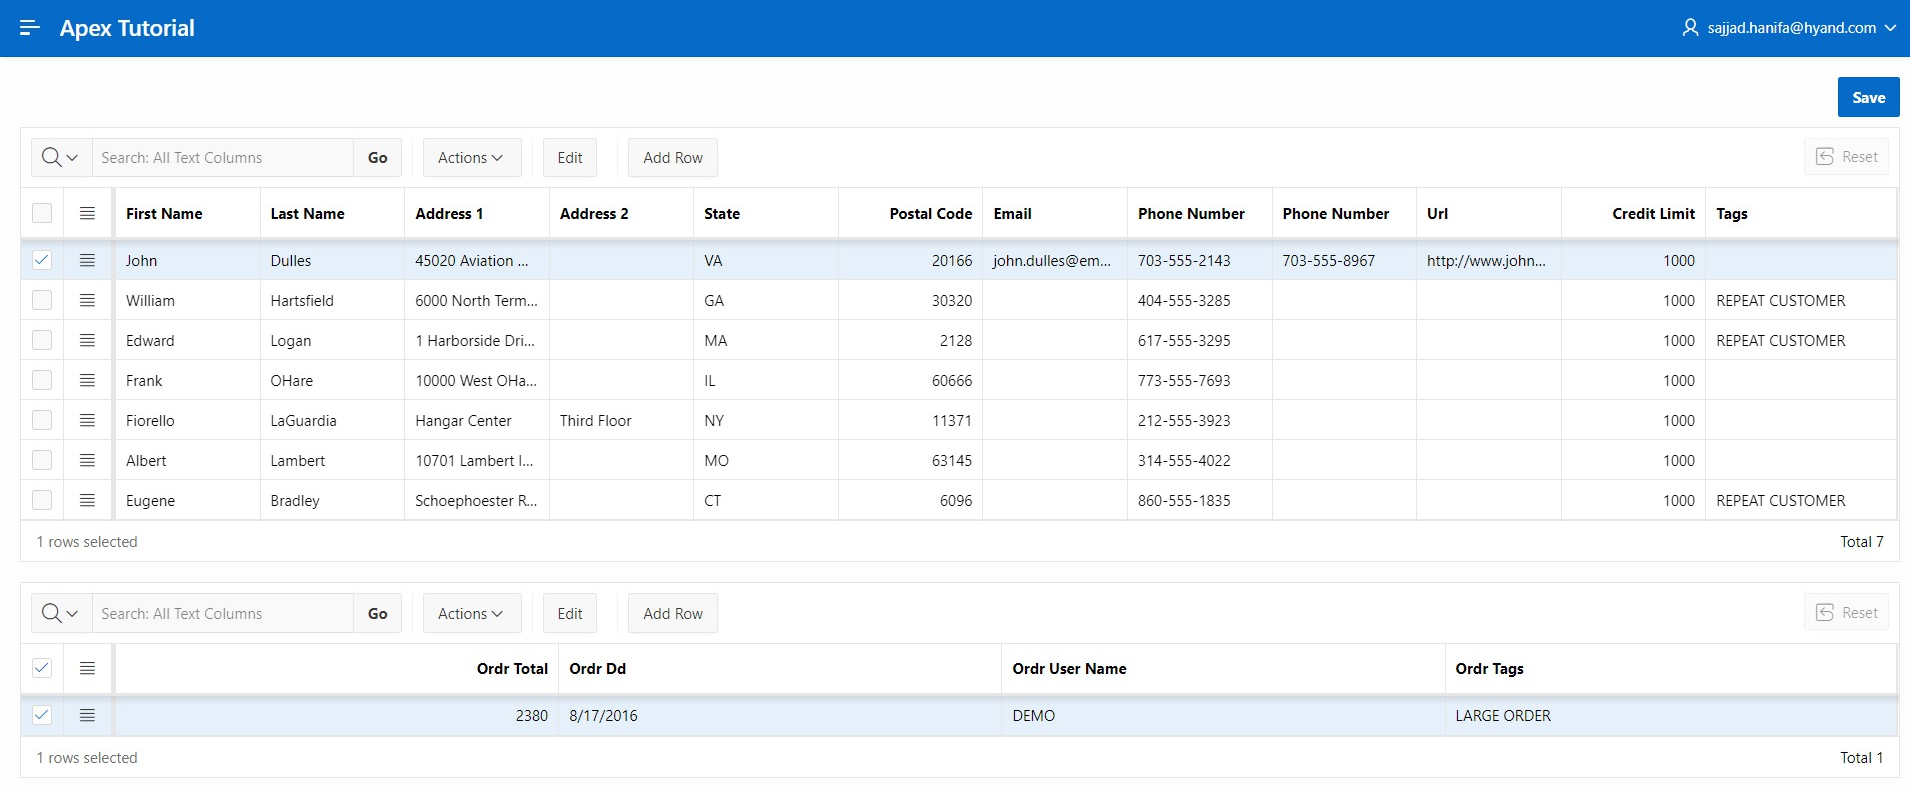 Apex Tutorial sajjad.hanifa@hyand.com
Save
Search: All Text Columns Go Actions Edit Add Row Reset
First Name Last Name Address 1 Address 2 State Postal Code Email Phone Number Phone Number Url Credit Limit Tags
John Dulles 45020 Aviation ... VA 20166 john.dulles@em... 703-555-2143 703-555-8967 http://www.john... 1000
William Hartsfield 6000 North Term... GA 30320 404-555-3285 1000 REPEAT CUSTOMER
Edward Logan 1 Harborside Dri... MA 2128 617-555-3295 1000 REPEAT CUSTOMER
Frank OHare 10000 West OHa... IL 60666 773-555-7693 1000
Fiorello LaGuardia Hangar Center Third Floor NY 11371 212-555-3923 1000
Albert Lambert 10701 Lambert I... MO 63145 314-555-4022 1000
Eugene Bradley Schoephoester R... CT 6096 860-555-1835 1000 REPEAT CUSTOMER
1 rows selected Total 7
Search: All Text Columns Go Actions Edit Add Row Reset
Ordr Total Ordr Dd Ordr User Name Ordr Tags
2380 8/17/2016 DEMO LARGE ORDER
1 rows selected Total 1